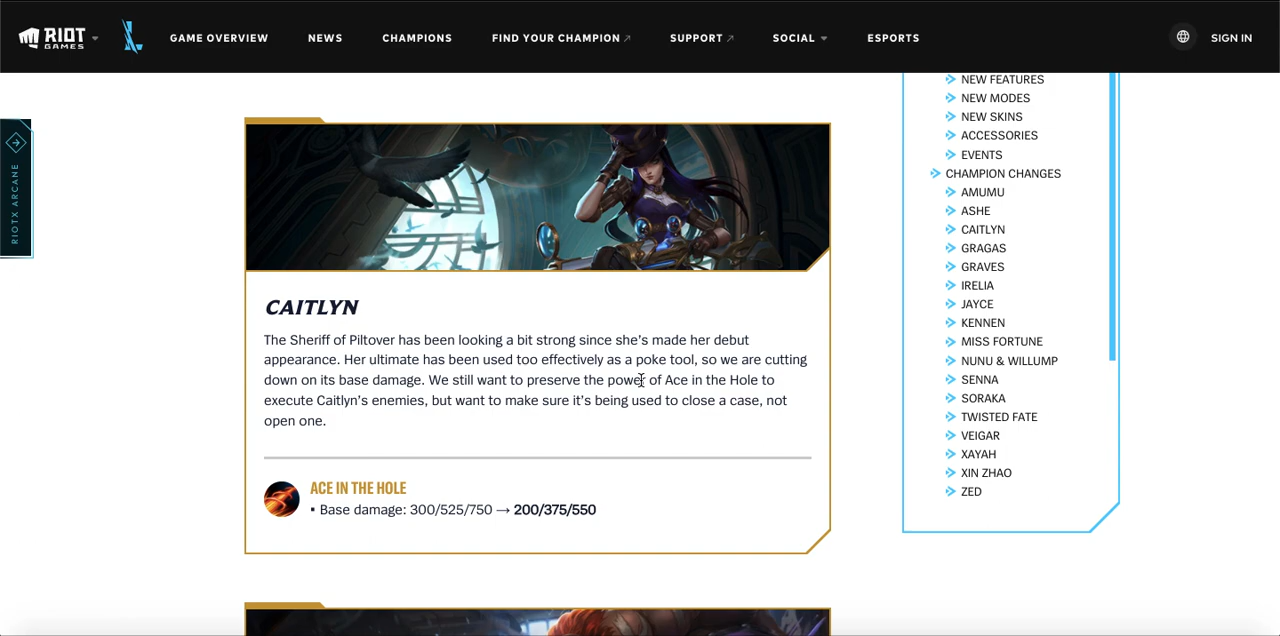 RIOT GAMES
GAME OVERVIEW NEWS CHAMPIONS FIND YOUR CHAMPION↗ SUPPORT↗ SOCIAL ESPORTS SIGN IN
RIOTX ARCANE
CAITLYN
The Sheriff of Piltover has been looking a bit strong since she's made her debut
appearance. Her ultimate has been used too effectively as a poke tool, so we are cutting
down on its base damage. We still want to preserve the power of Ace in the Hole to
execute Caitlyn's enemies, but want to make sure it's being used to close a case, not
open one.
ACE IN THE HOLE
▪ Base damage: 300/525/750 → 200/375/550
NEW FEATURES
NEW MODES
NEW SKINS
ACCESSORIES
EVENTS
CHAMPION CHANGES
AMUMU
ASHE
CAITLYN
GRAGAS
GRAVES
IRELIA
JAYCE
KENNEN
MISS FORTUNE
NUNU & WILLUMP
SENNA
SORAKA
TWISTED FATE
VEIGAR
XAYAH
XIN ZHAO
ZED